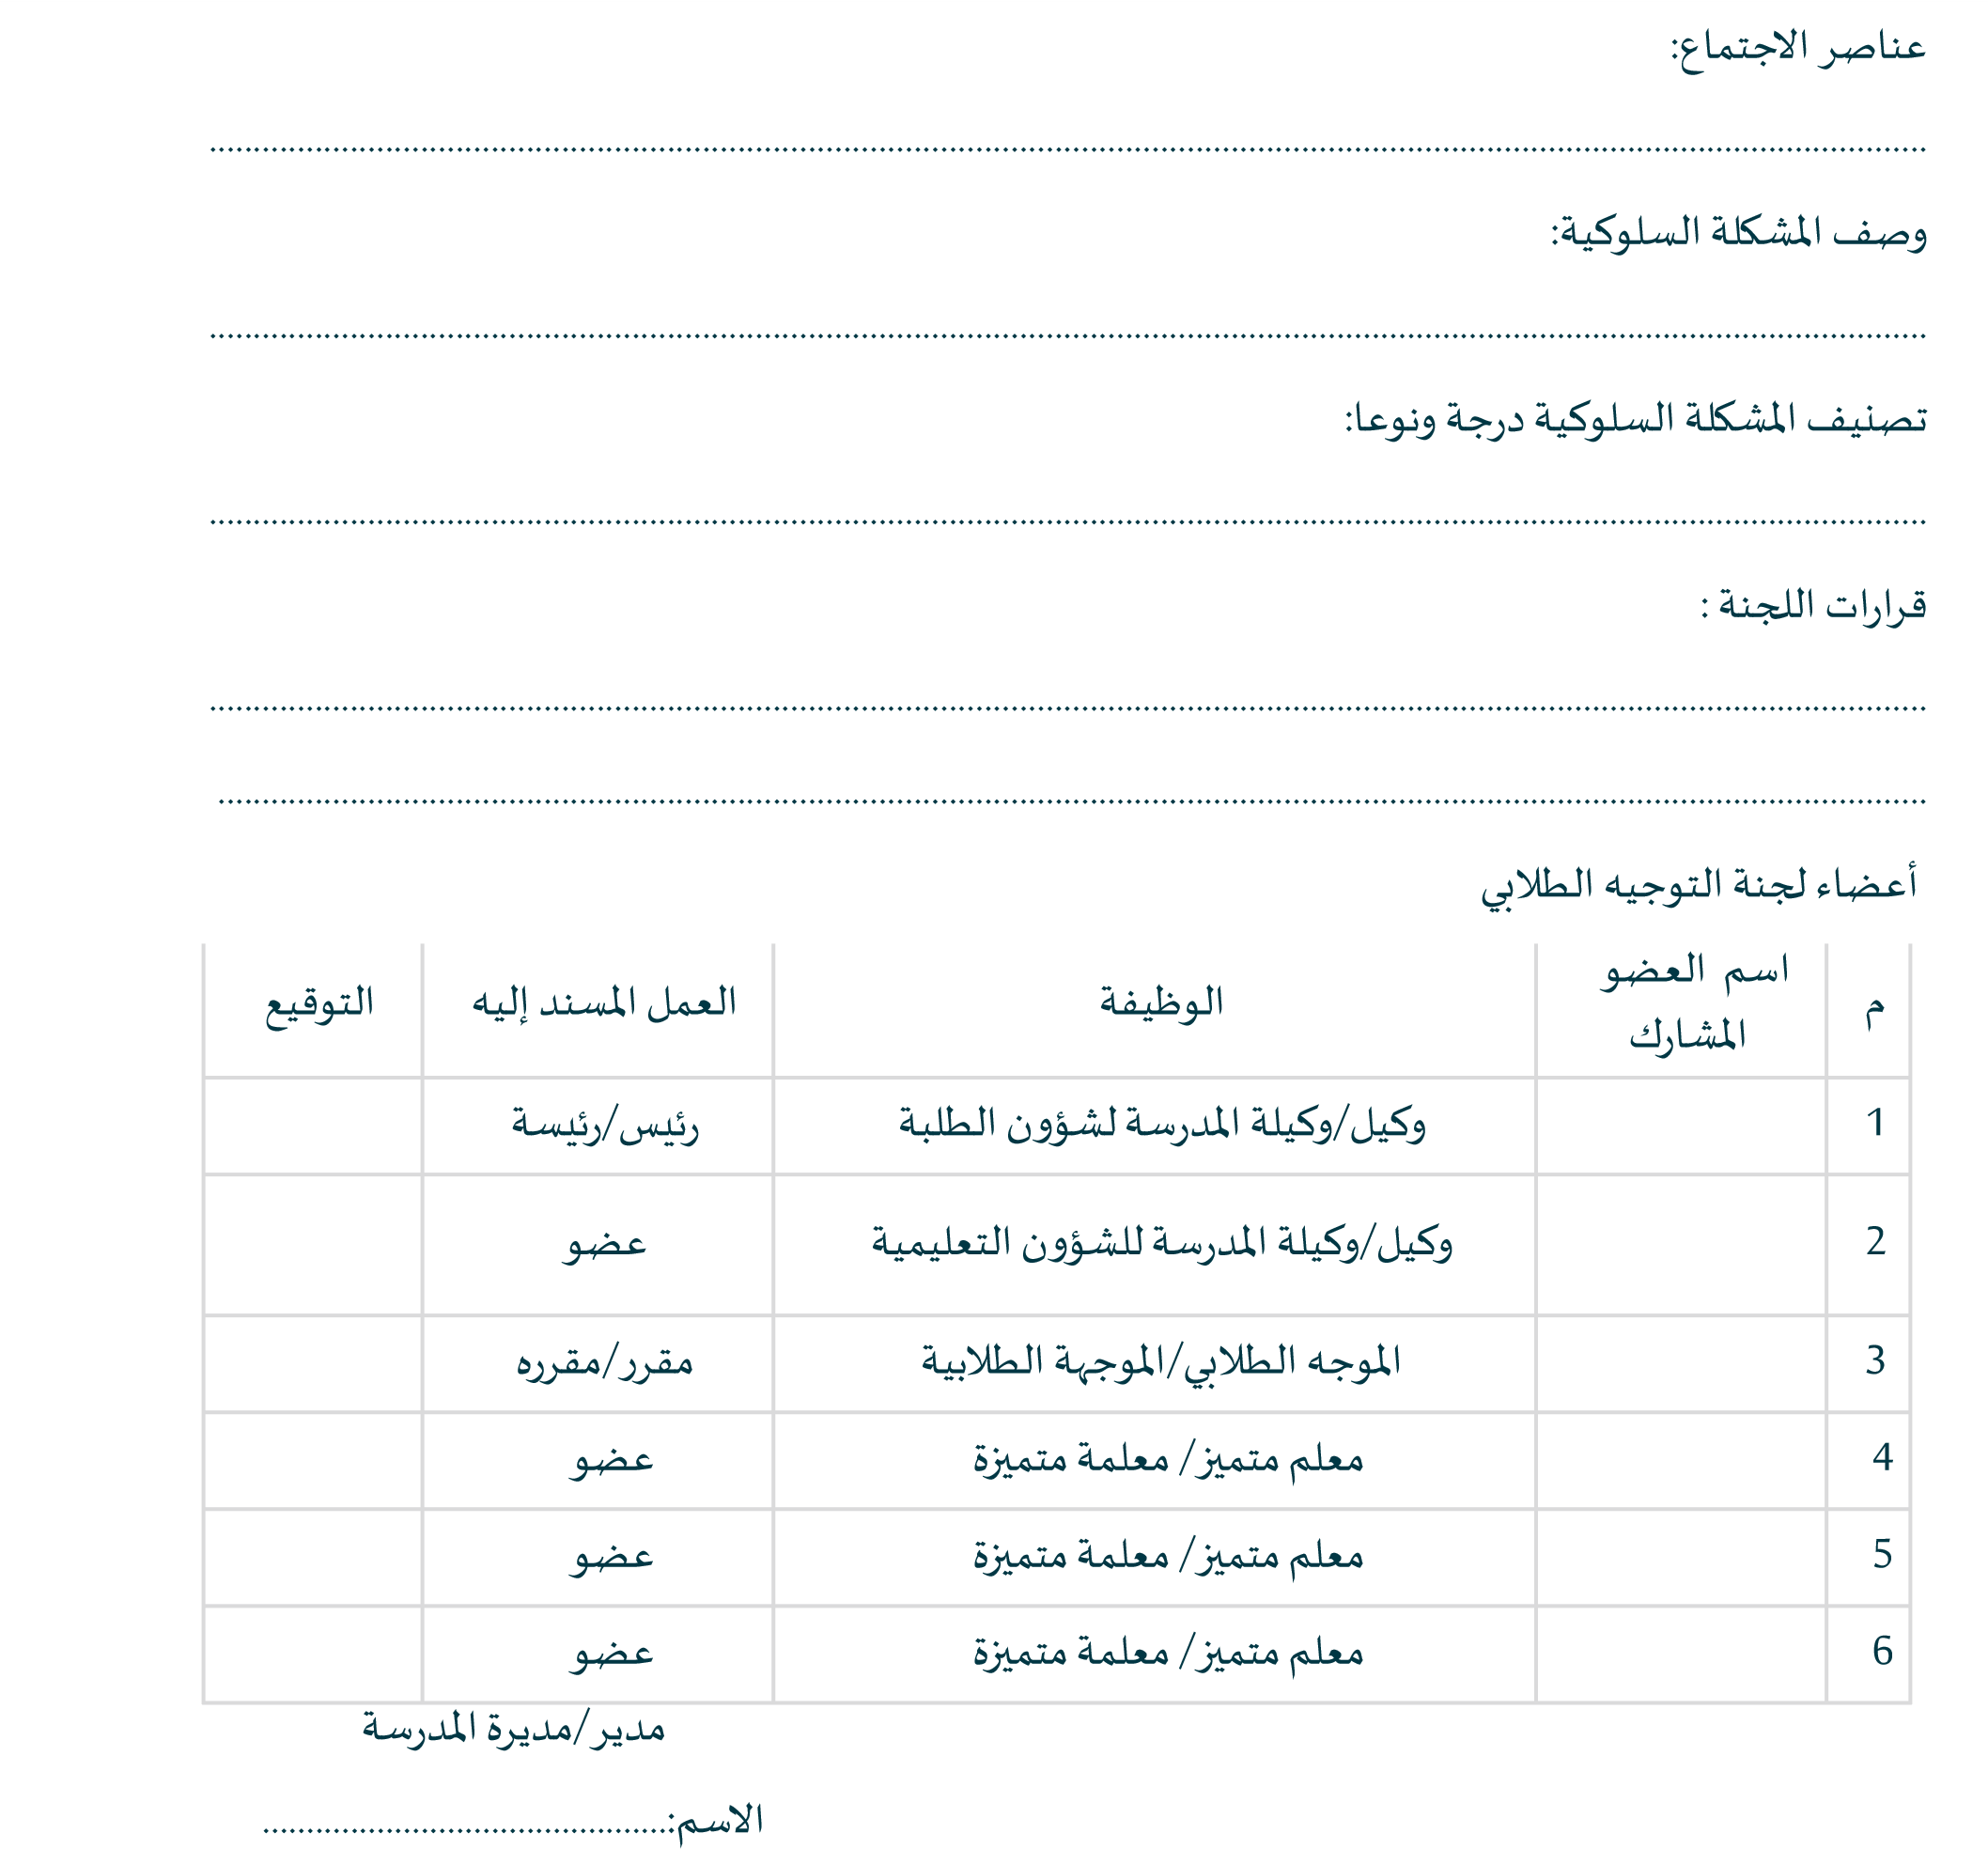 عناصر الاجتماع:
................................................................................
وصف المشكلة السلوكية:
................................................................................
تصنيف المشكلة السلوكية درجة ونوعا:
................................................................................
قرارات اللجنة :
................................................................................
................................................................................
أعضاء لجنة التوجيه الطلابي
م اسم العضو المشارك الوظيفة العمل المسند إليه التوقيع
1 وكيل/وكيلة المدرسة لشؤون الطلبة رئيس/رئيسة
2 وكيل/وكيلة المدرسة للشؤون التعليمية عضو
3 الموجه الطلابي/الموجهة الطلابية مقرر/مقرره
4 معلم متميز/ معلمة متميزة عضو
5 معلم متميز/ معلمة متميزة عضو
6 معلم متميز/ معلمة متميزة عضو
مدير/مديرة المدرسة
الاسم:..............................................